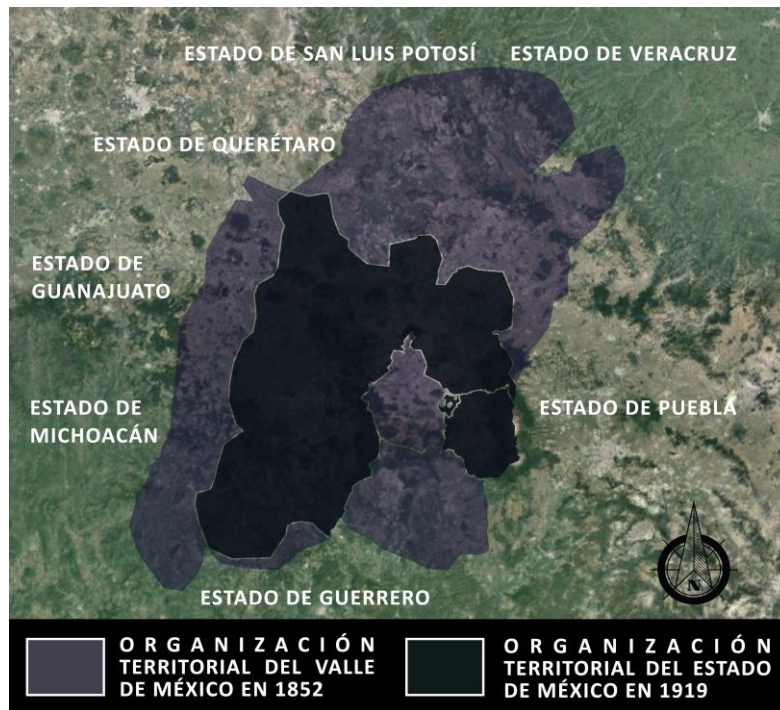 ESTADO DE SAN LUIS POTOSÍ
ESTADO DE VERACRUZ
ESTADO DE QUERÉTARO
ESTADO DE
GUANAJUATO
ESTADO DE
MICHOACÁN
ESTADO DE PUEBLA
N
ESTADO DE GUERRERO
ORGANIZACIÓN
TERRITORIAL DEL VALLE
DE MÉXICO EN 1852
ORGANIZACIÓN
TERRITORIAL DEL ESTADO
DE MÉXICO EN 1919